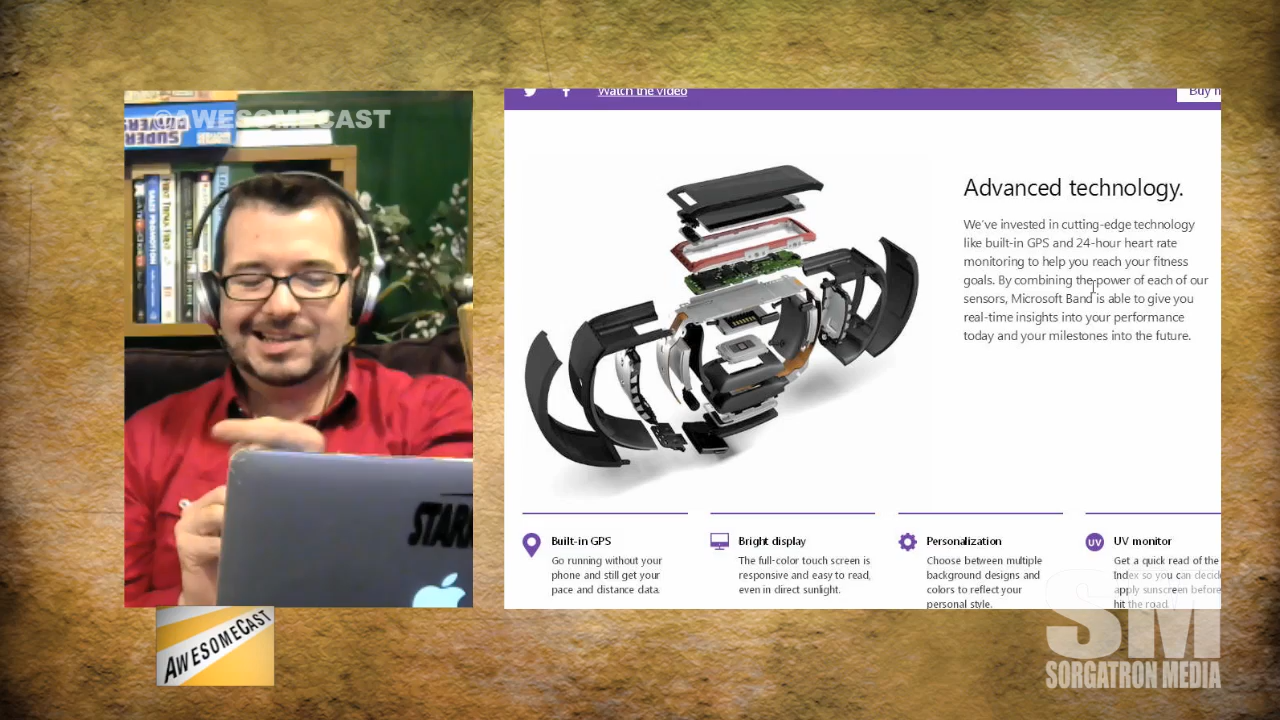 @AWESOMECAST
SUPER
Watch the video
Advanced technology.
We've invested in cutting-edge technology
like built-in GPS and 24-hour heart rate
monitoring to help you reach your fitness
goals. By combining the power of each of our
sensors, Microsoft Band is able to give you
real-time insights into your performance
today and your milestones into the future.
Built-in GPS
Go running without your
phone and still get your
pace and distance data.
Bright display
The full-color touch screen is
responsive and easy to read,
even in direct sunlight.
Personalization
Choose between multiple
background designs and
colors to reflect your
personal style.
UV
UV monitor
Get a quick read of the
Index so you can decid
apply sunscreen before
hit the road.
STAR
AWESOMECAST
SM
SORGATRON MEDIA